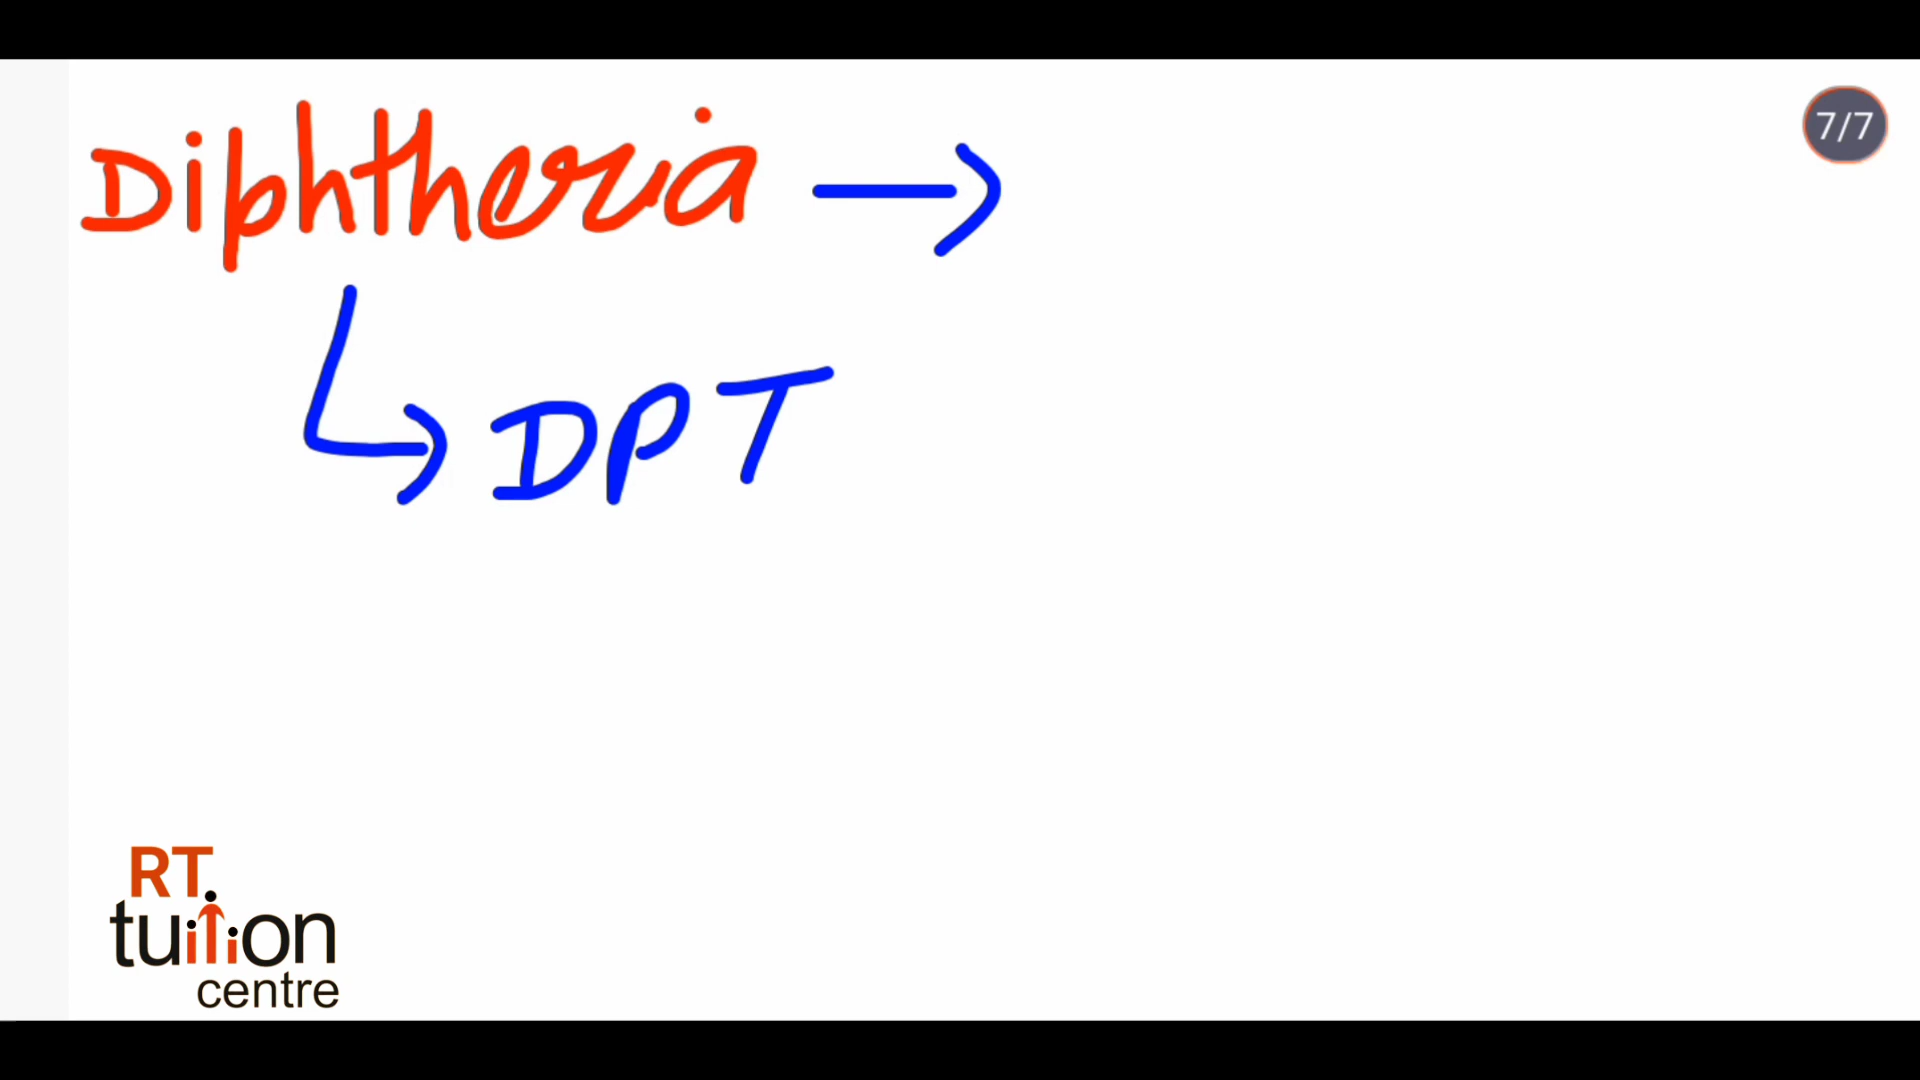 Diphtheria →
7/7
↳ DPT
RT
tuition
centre